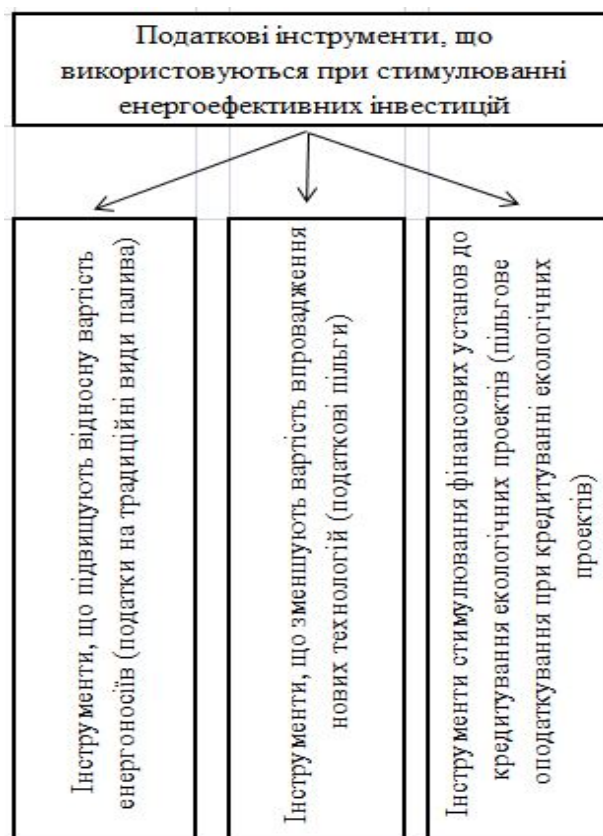 Податкові інструменти, що
використовуються при стимулюванні
енергоефективних інвестицій
Інструменти, що підвищують відносну вартість
енергоносіїв (податки на традиційні види палива)
Інструменти, що зменшують вартість впровадження
нових технологій (податкові пільги)
Інструменти стимулювання фінансових установ до
кредитування екологічних проектів (пільгове
оподаткування при кредитуванні екологічних
проектів)